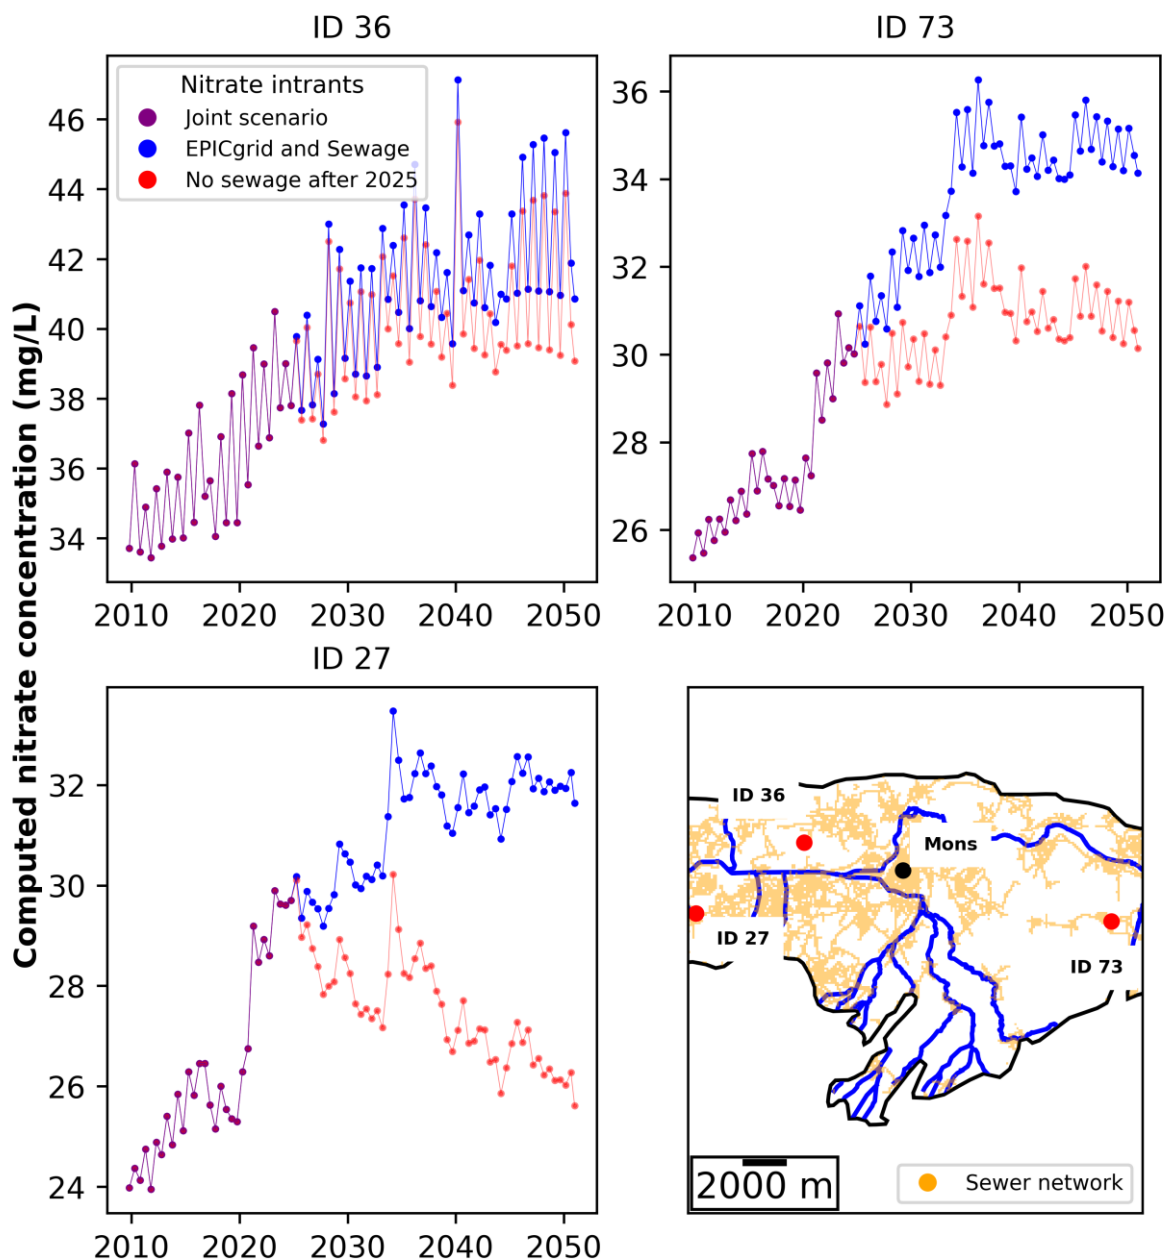 ID 36
ID 73
Nitrate intrants
Joint scenario
EPICgrid and Sewage
No sewage after 2025
46
44
42
40
38
36
34
2010 2020 2030 2040 2050
36
34
32
30
28
26
2010 2020 2030 2040 2050
Computed nitrate concentration (mg/L)
ID 27
32
30
28
26
24
2010 2020 2030 2040 2050
ID 36
Mons
ID 27
ID 73
2000 m
Sewer network